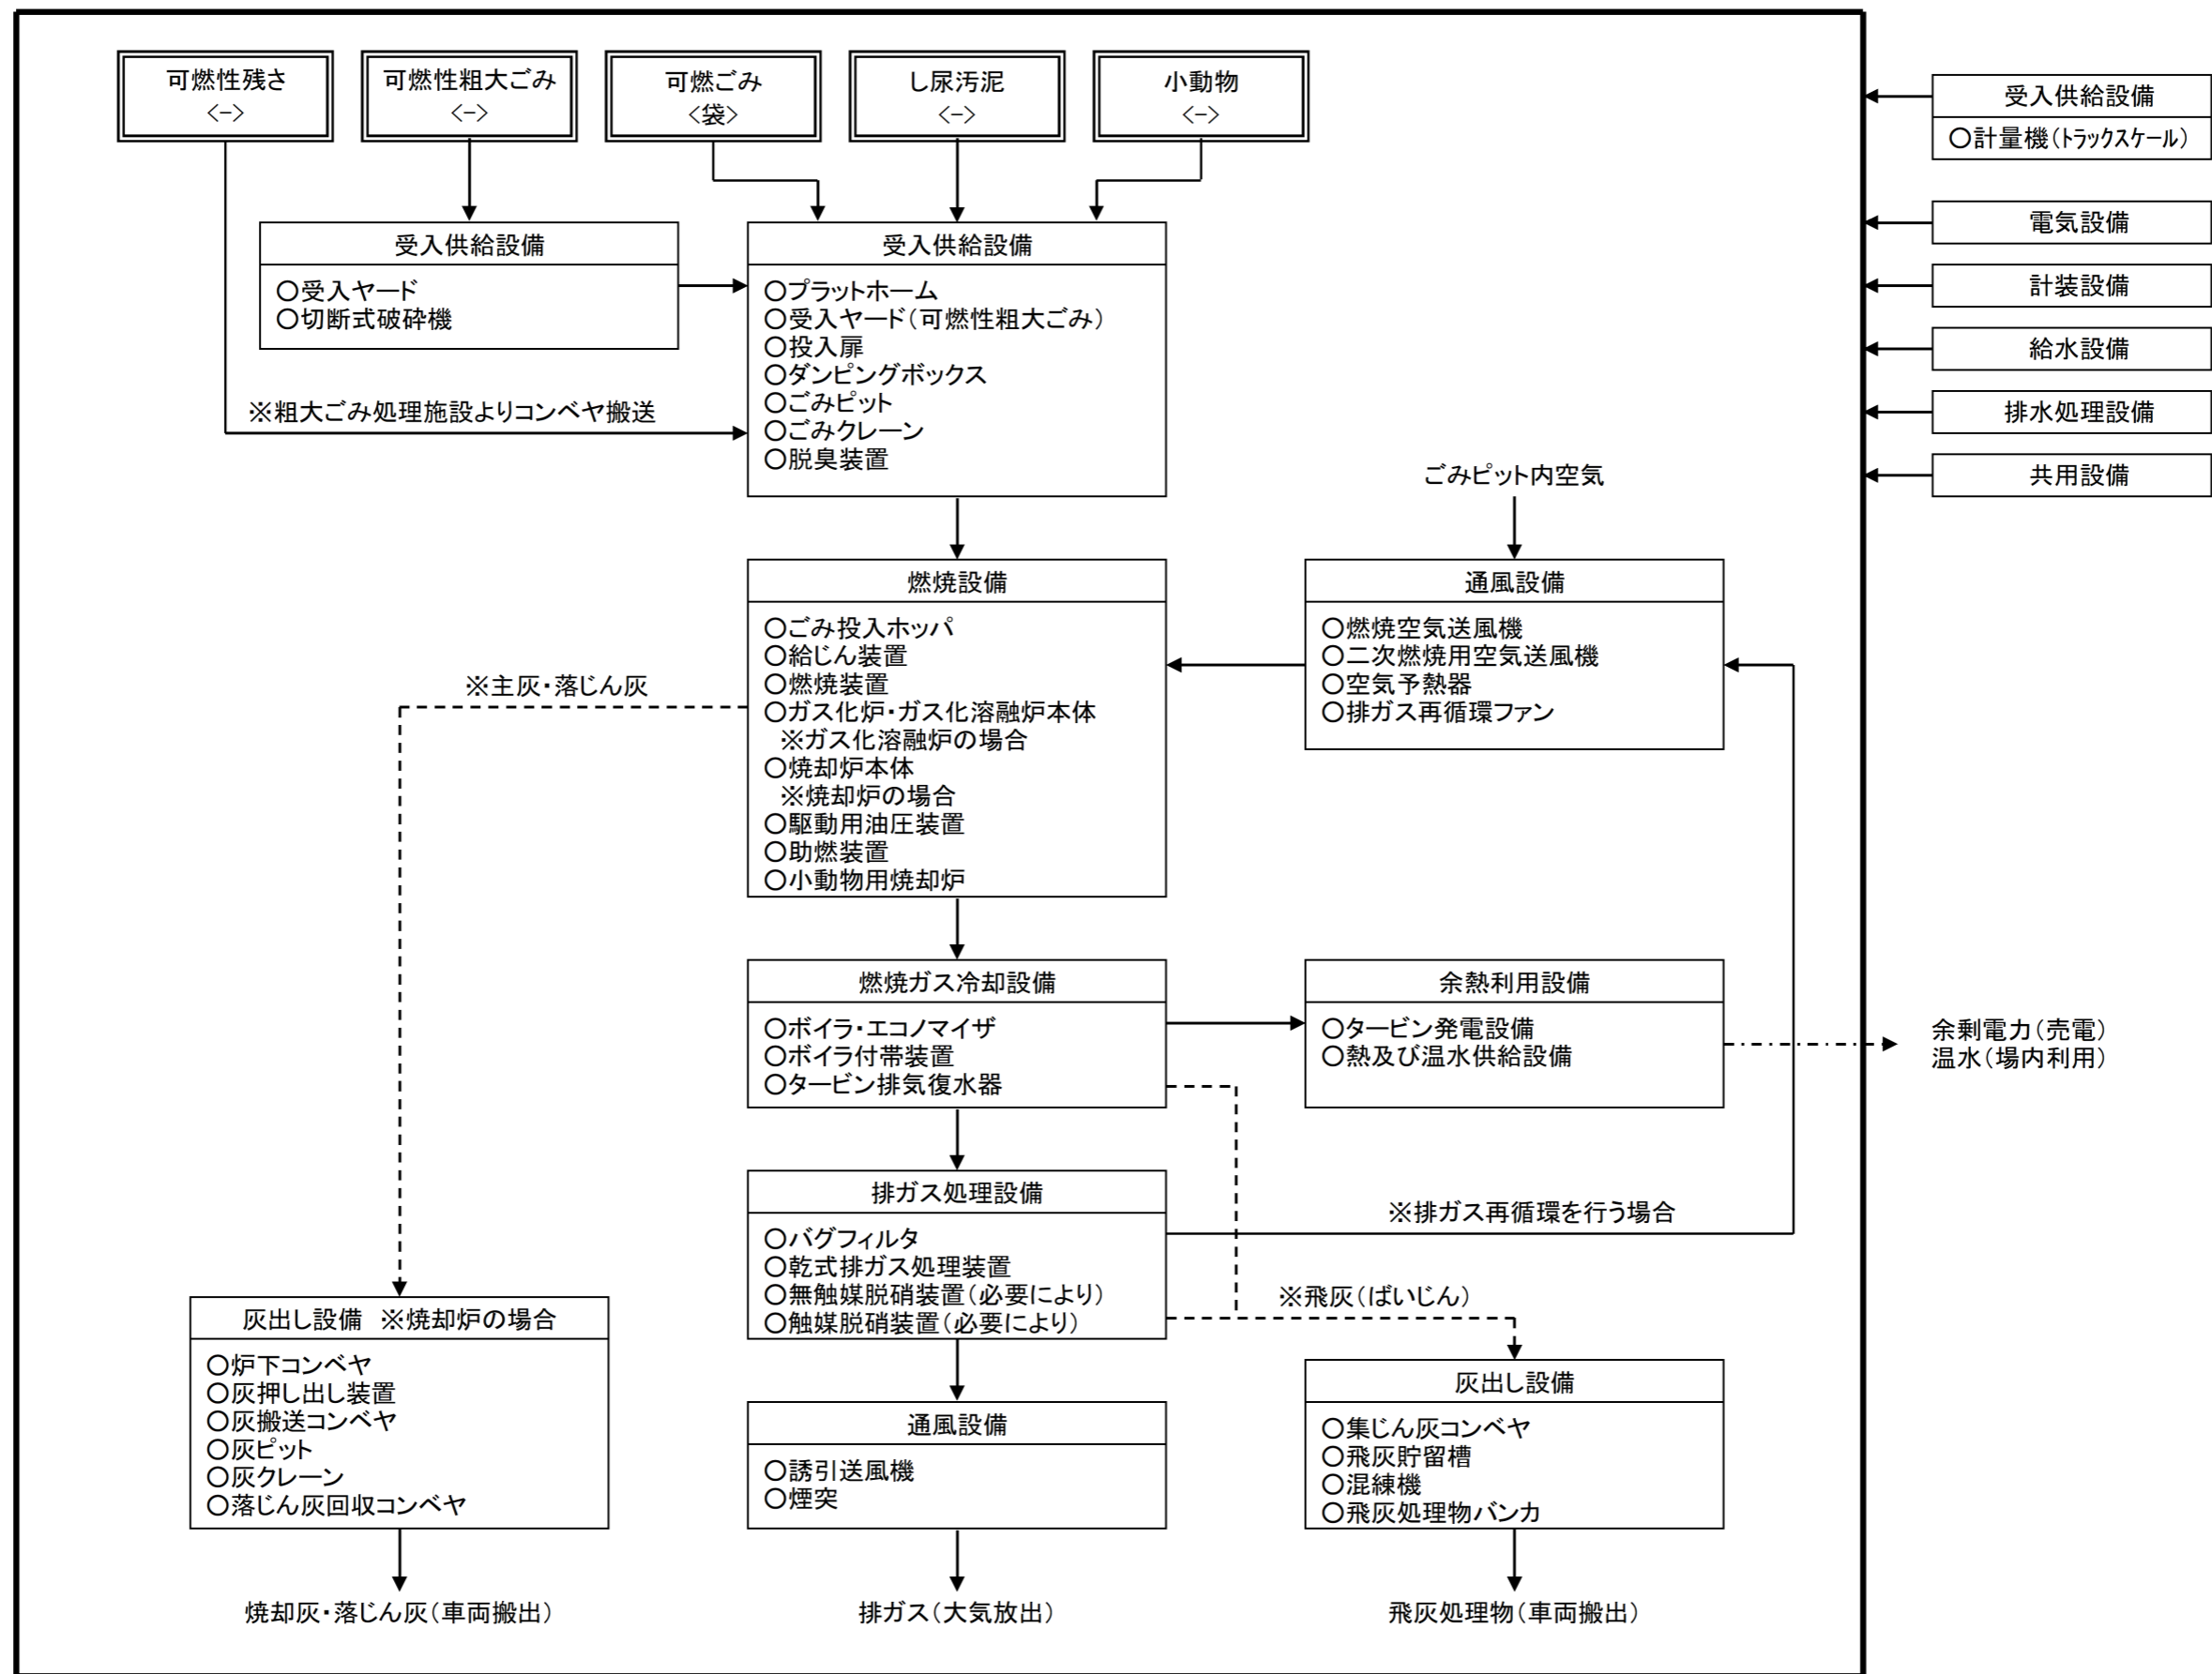 可燃性残さ
<->
可燃性粗大ごみ
<->
可燃ごみ
<袋>
し尿汚泥
<->
小動物
<->
受入供給設備
○計量機(トラックスケール)
電気設備
計装設備
給水設備
排水処理設備
共用設備
受入供給設備
○受入ヤード
○切断式破砕機
受入供給設備
○プラットホーム
○受入ヤード(可燃性粗大ごみ)
○投入扉
○ダンピングボックス
○ごみピット
○ごみクレーン
○脱臭装置
※粗大ごみ処理施設よりコンベヤ搬送
ごみピット内空気
燃焼設備
○ごみ投入ホッパ
○給じん装置
○燃焼装置
○ガス化炉・ガス化溶融炉本体
※ガス化溶融炉の場合
○焼却炉本体
※焼却炉の場合
○駆動用油圧装置
○助燃装置
○小動物用焼却炉
通風設備
○燃焼空気送風機
○二次燃焼用空気送風機
○空気予熱器
○排ガス再循環ファン
※主灰・落じん灰
燃焼ガス冷却設備
○ボイラ・エコノマイザ
○ボイラ付帯装置
○タービン排気復水器
余熱利用設備
○タービン発電設備
○熱及び温水供給設備
余剰電力(売電)
温水(場内利用)
排ガス処理設備
○バグフィルタ
○乾式排ガス処理装置
○無触媒脱硝装置(必要により)
○触媒脱硝装置(必要により)
※排ガス再循環を行う場合
※飛灰(ばいじん)
灰出し設備 ※焼却炉の場合
○炉下コンベヤ
○灰押し出し装置
○灰搬送コンベヤ
○灰ピット
○灰クレーン
○落じん灰回収コンベヤ
通風設備
○誘引送風機
○煙突
灰出し設備
○集じん灰コンベヤ
○飛灰貯留槽
○混練機
○飛灰処理物バンカ
焼却灰・落じん灰(車両搬出)
排ガス(大気放出)
飛灰処理物(車両搬出)